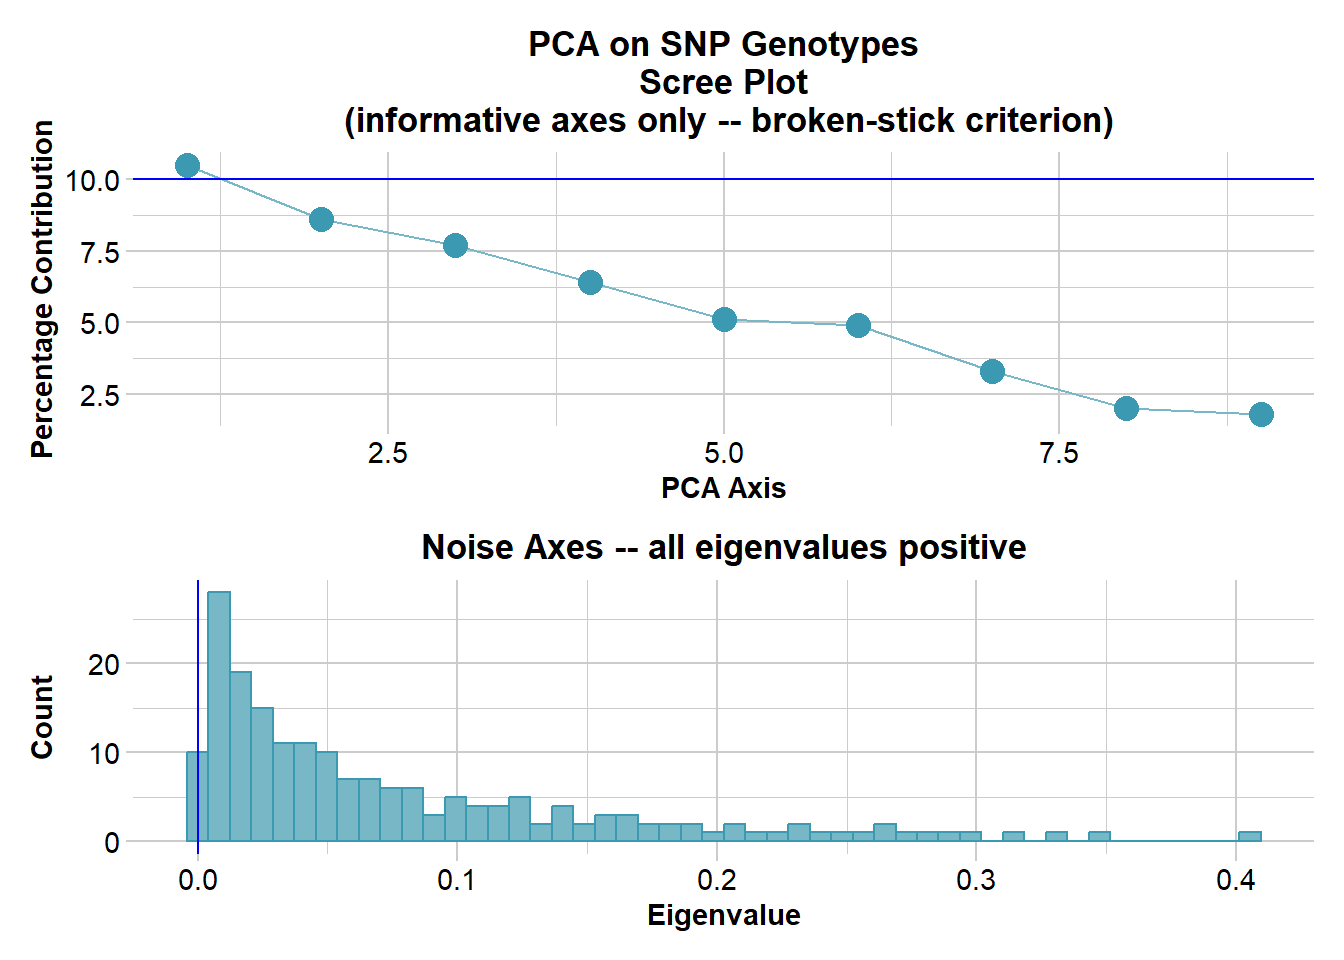 PCA on SNP Genotypes
Scree Plot
(informative axes only -- broken-stick criterion)
Percentage Contribution
10.0
7.5
5.0
2.5
2.5 5.0 7.5
PCA Axis
Noise Axes -- all eigenvalues positive
Count
20
10
0
0.0 0.1 0.2 0.3 0.4
Eigenvalue